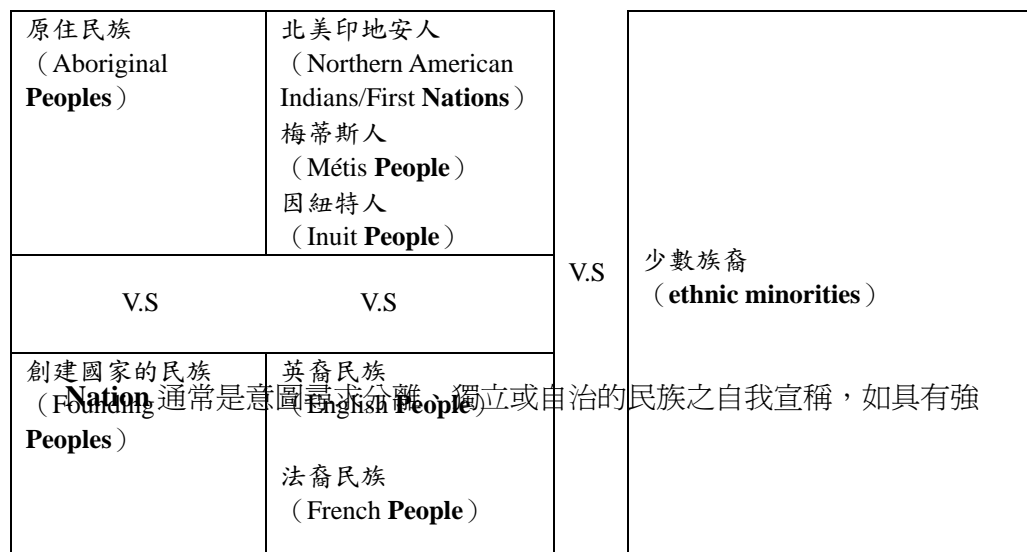 原住民族
（Aboriginal
Peoples）
北美印地安人
（Northern American
Indians/First Nations）
梅蒂斯人
（Métis People）
因紐特人
（Inuit People）
V.S
V.S
V.S
少數族裔
（ethnic minorities）
創建國家的民族
（Founding
Peoples）
英裔民族
（English People）
法裔民族
（French People）
Nation 通常是意圖尋求分離、獨立或自治的民族之自我宣稱，如具有強